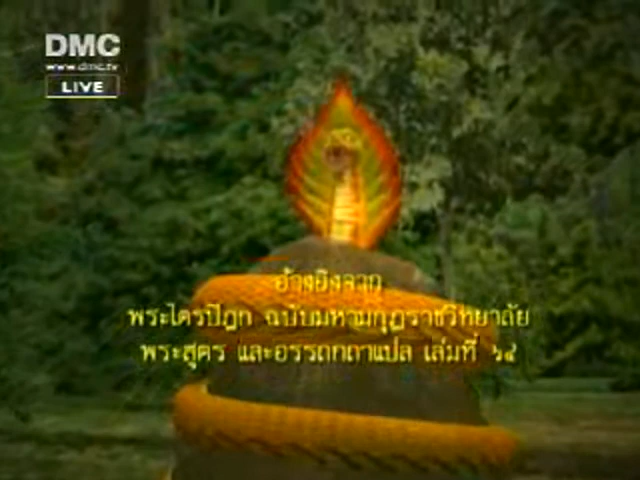 DMC
www.dmc.tv
LIVE
อ้างอิงจาก
พระไตรปิฎก ฉบับมหามกุฏราชวิทยาลัย
พระสูตร และอรรถกถาแปล เล่มที่ ๖๔